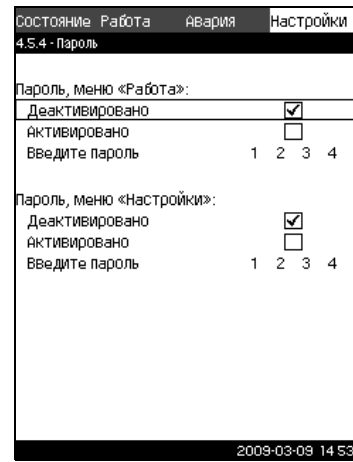 Состояние Работа Авария Настройки
4.5.4 - Пароль
Пароль, меню «Работа»:
Деактивировано
Активировано
Введите пароль 1 2 3 4
Пароль, меню «Настройки»:
Деактивировано
Активировано
Введите пароль 1 2 3 4
2009-03-09 14 53